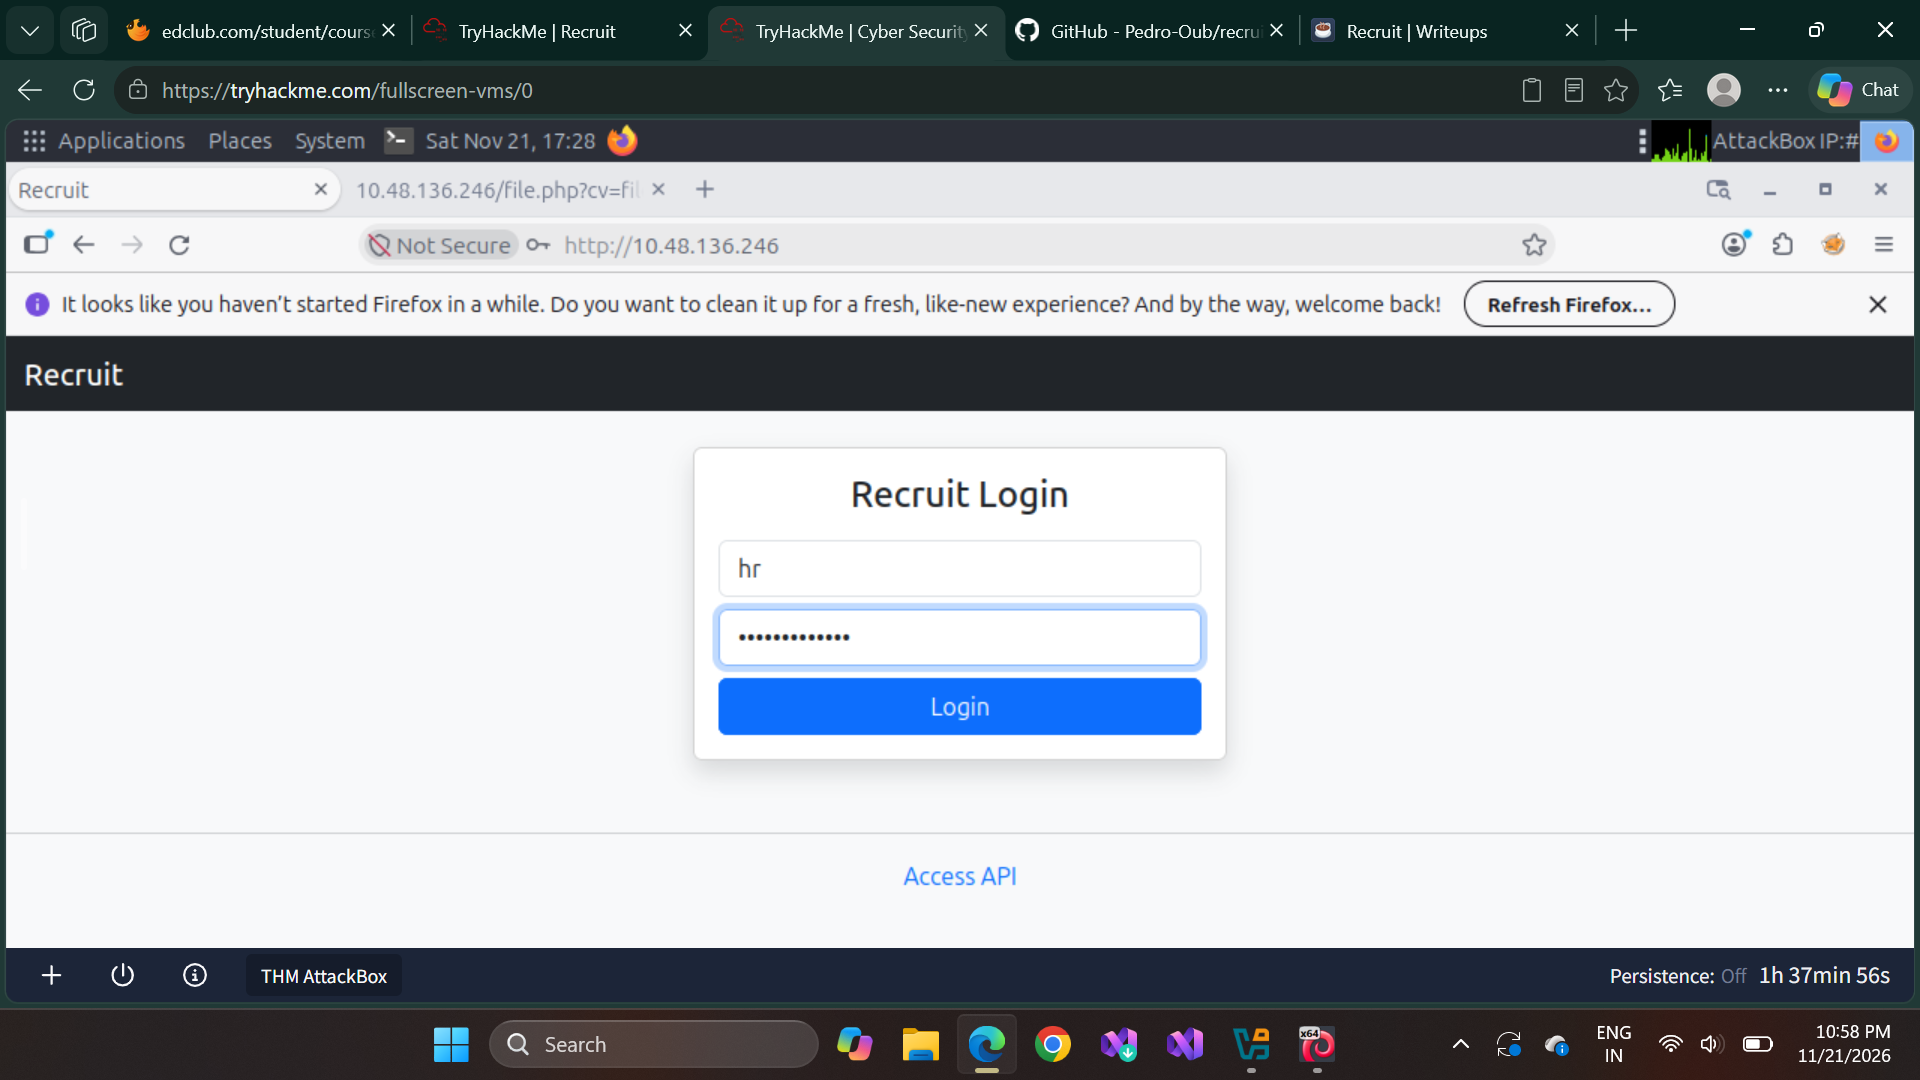 edclub.com/student/course
TryHackMe | Recruit
TryHackMe | Cyber Security
GitHub - Pedro-Oub/recrui
Recruit | Writeups
https://tryhackme.com/fullscreen-vms/0
Chat
Applications Places System Sat Nov 21, 17:28
AttackBox IP:#
Recruit
10.48.136.246/file.php?cv=fil
Not Secure http://10.48.136.246
It looks like you haven't started Firefox in a while. Do you want to clean it up for a fresh, like-new experience? And by the way, welcome back!
Refresh Firefox...
Recruit
Recruit Login
hr
•••••••••••••
Login
Access API
THM AttackBox
Persistence: Off 1h 37min 56s
Search
x64
ENG
IN
10:58 PM
11/21/2026